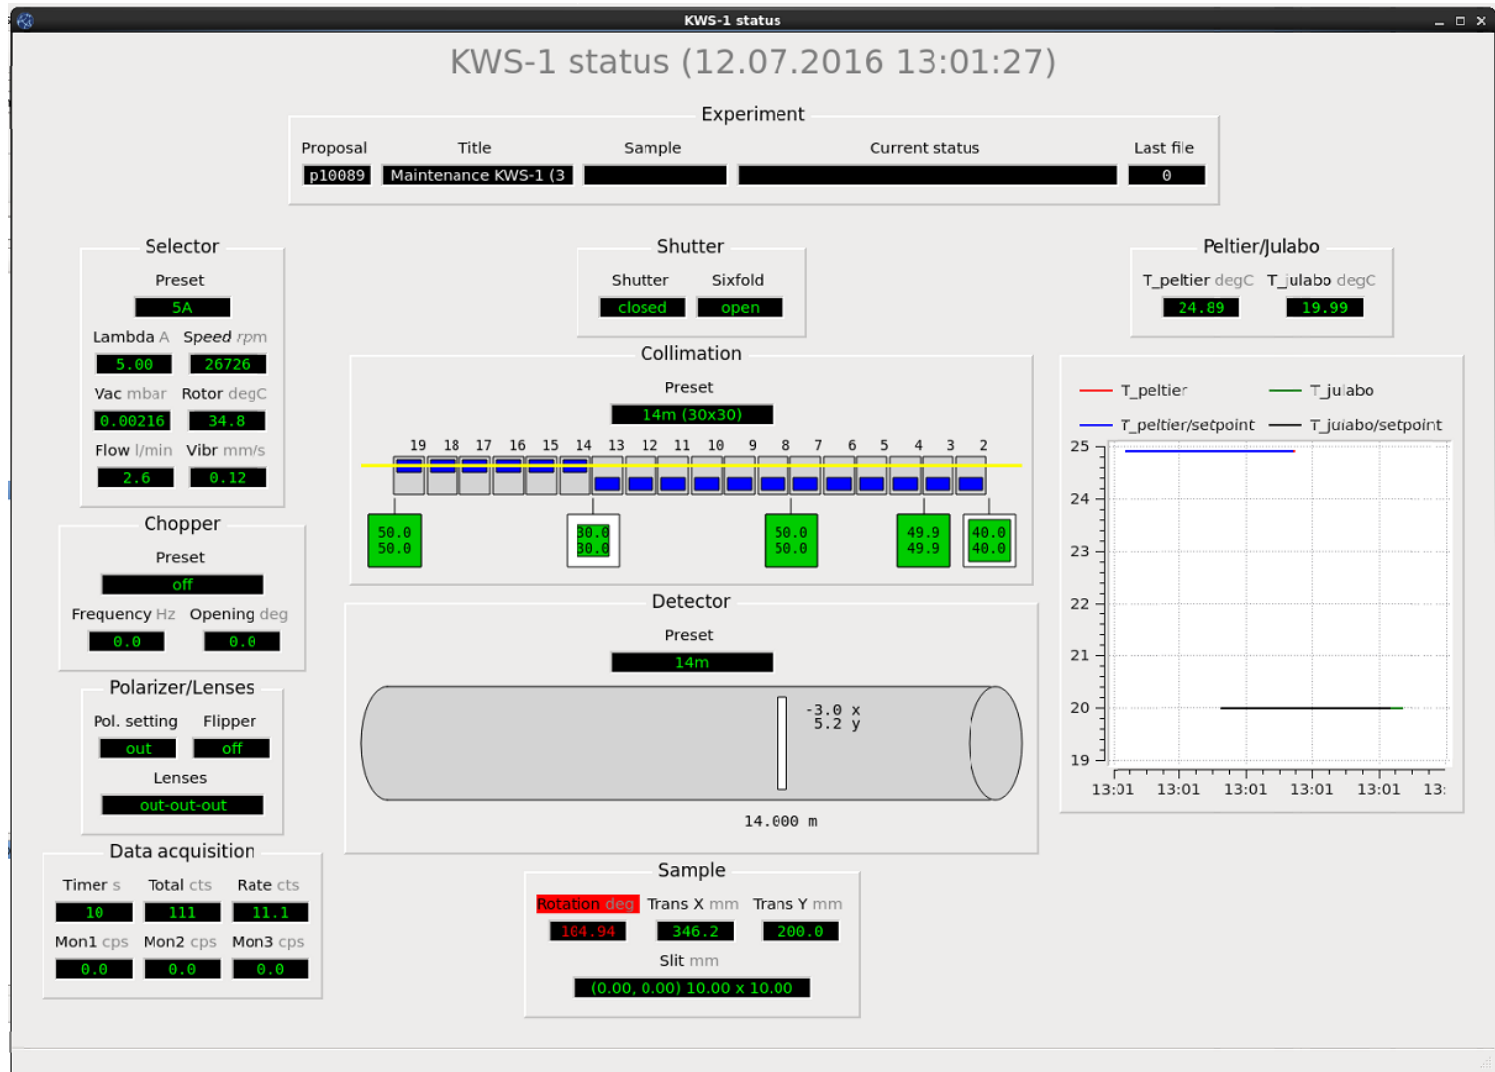 KWS-1 status
KWS-1 status (12.07.2016 13:01:27)
Experiment
Proposal Title Sample Current status Last file
p10089 Maintenance KWS-1 (3 0
Selector
Preset
5A
Lambda A Speed rpm
5.00 26726
Vac mbar Rotor degC
0.00216 34.8
Flow l/min Vibr mm/s
2.6 0.12
Chopper
Preset
off
Frequency Hz Opening deg
0.0 0.0
Polarizer/Lenses
Pol. setting Flipper
out off
Lenses
out-out-out
Data acquisition
Timer s Total cts Rate cts
10 111 11.1
Mon1 cps Mon2 cps Mon3 cps
0.0 0.0 0.0
Shutter
Shutter Sixfold
closed open
Collimation
Preset
14m (30x30)
19 18 17 16 15 14 13 12 11 10 9 8 7 6 5 4 3 2
50.0 30.0 50.0 49.9 40.0
50.0 30.0 50.0 49.9 40.0
Detector
Preset
14m
-3.0 x
5.2 y
14.000 m
Sample
Rotation deg Trans X mm Trans Y mm
104.94 346.2 200.0
Slit mm
(0.00, 0.00) 10.00 x 10.00
Peltier/Julabo
T_peltier degC T_julabo degC
24.89 19.99
T_peltier T_julabo
T_peltier/setpoint T_julabo/setpoint
25
24
23
22
21
20
19
13:01 13:01 13:01 13:01 13:01 13: